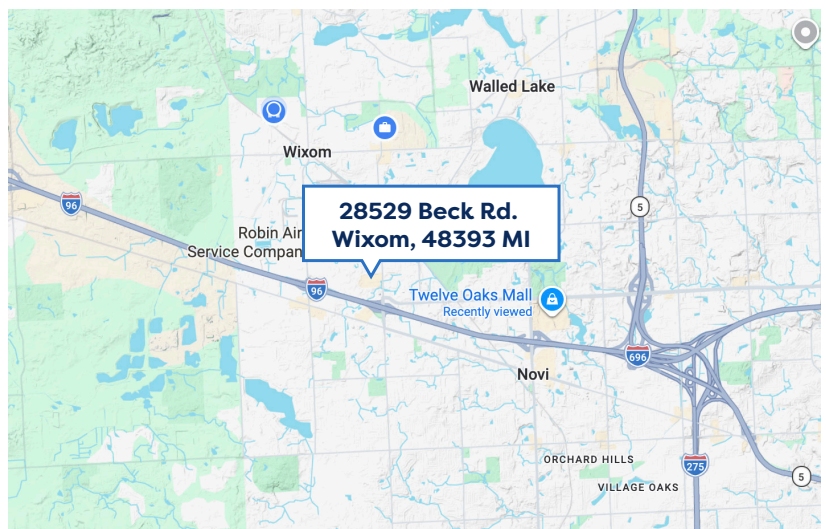 Walled Lake
Wixom
96
5
28529 Beck Rd.
Wixom, 48393 MI
Robin Air
Service Compan
96
Twelve Oaks Mall
Recently viewed
696
Novi
ORCHARD HILLS
275
5
VILLAGE OAKS